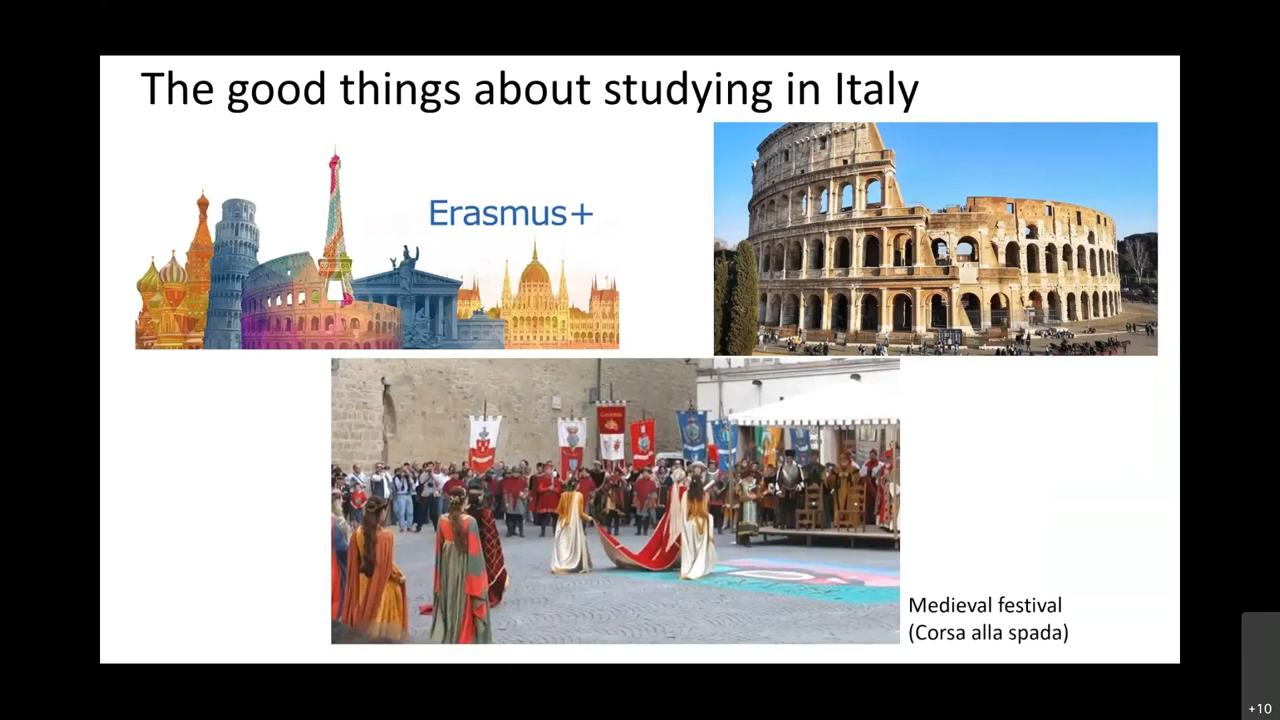 The good things about studying in Italy
Erasmus+
Medieval festival
(Corsa alla spada)
+10